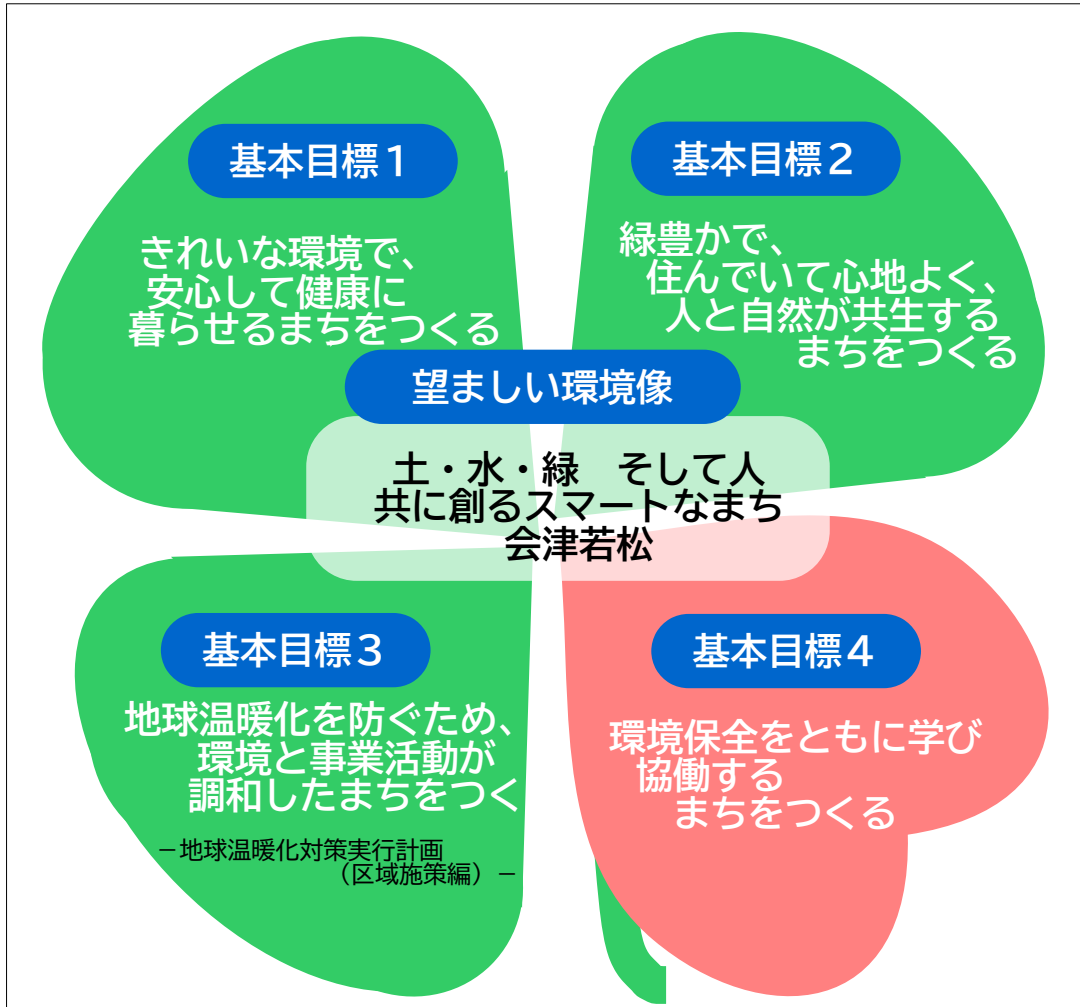 基本目標1
きれいな環境で、
安心して健康に
暮らせるまちをつくる
基本目標2
緑豊かで、
住んでいて心地よく、
人と自然が共生する
まちをつくる
望ましい環境像
土・水・緑　そして人
共に創るスマートなまち
会津若松
基本目標3
地球温暖化を防ぐため、
環境と事業活動が
調和したまちをつく
－地球温暖化対策実行計画
（区域施策編）－
基本目標4
環境保全をともに学び
協働する
まちをつくる